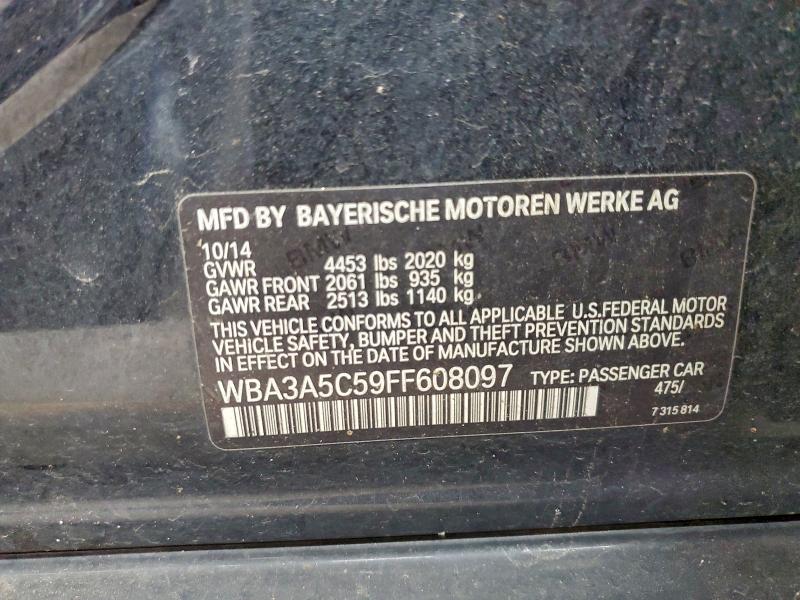 MFD BY BAYERISCHE MOTOREN WERKE AG
10/14
GVWR 4453 lbs 2020 kg
GAWR FRONT 2061 lbs 935 kg
GAWR REAR 2513 lbs 1140 kg
THIS VEHICLE CONFORMS TO ALL APPLICABLE U.S.FEDERAL MOTOR
VEHICLE SAFETY, BUMPER AND THEFT PREVENTION STANDARDS
IN EFFECT ON THE DATE OF MANUFACTURE SHOWN ABOVE.
WBA3A5C59FF608097 TYPE: PASSENGER CAR
475/
7 315 814